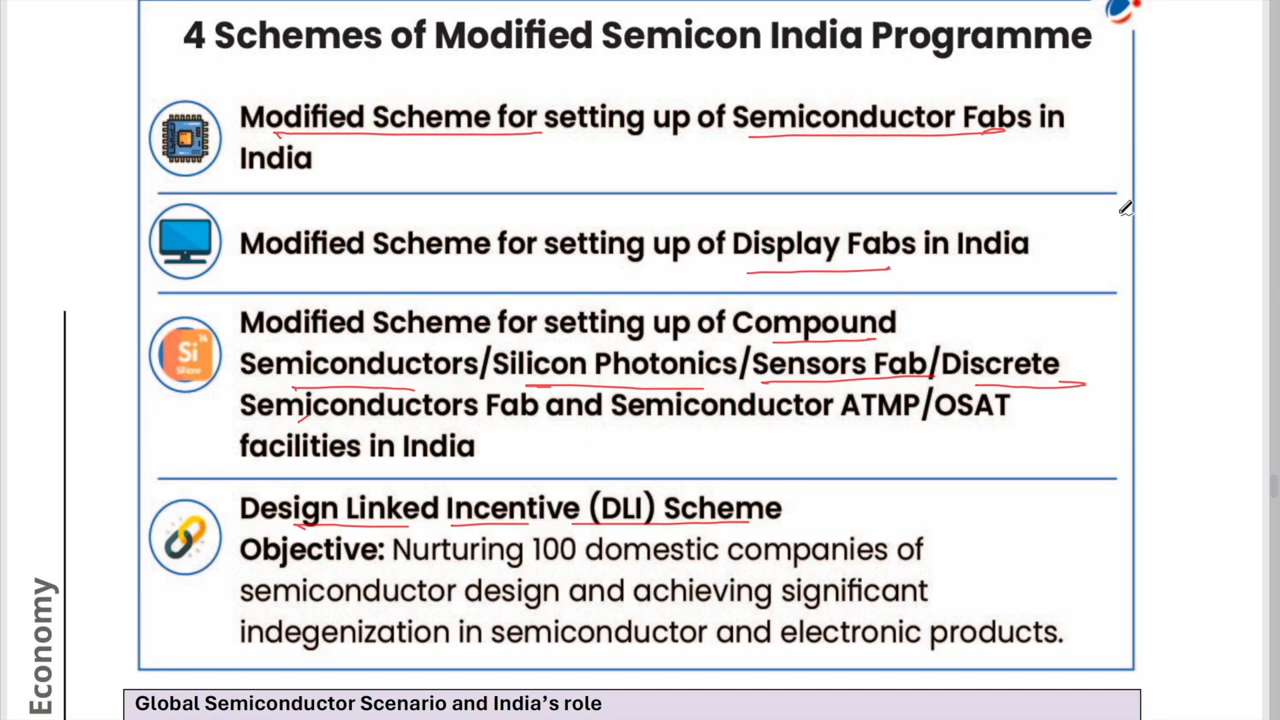 4 Schemes of Modified Semicon India Programme
Modified Scheme for setting up of Semiconductor Fabs in
India
Modified Scheme for setting up of Display Fabs in India
Modified Scheme for setting up of Compound
Semiconductors/Silicon Photonics/Sensors Fab/Discrete
Semiconductors Fab and Semiconductor ATMP/OSAT
facilities in India
Si
14
Silicon
Design Linked Incentive (DLI) Scheme
Objective: Nurturing 100 domestic companies of
semiconductor design and achieving significant
indegenization in semiconductor and electronic products.
Economy
Global Semiconductor Scenario and India's role